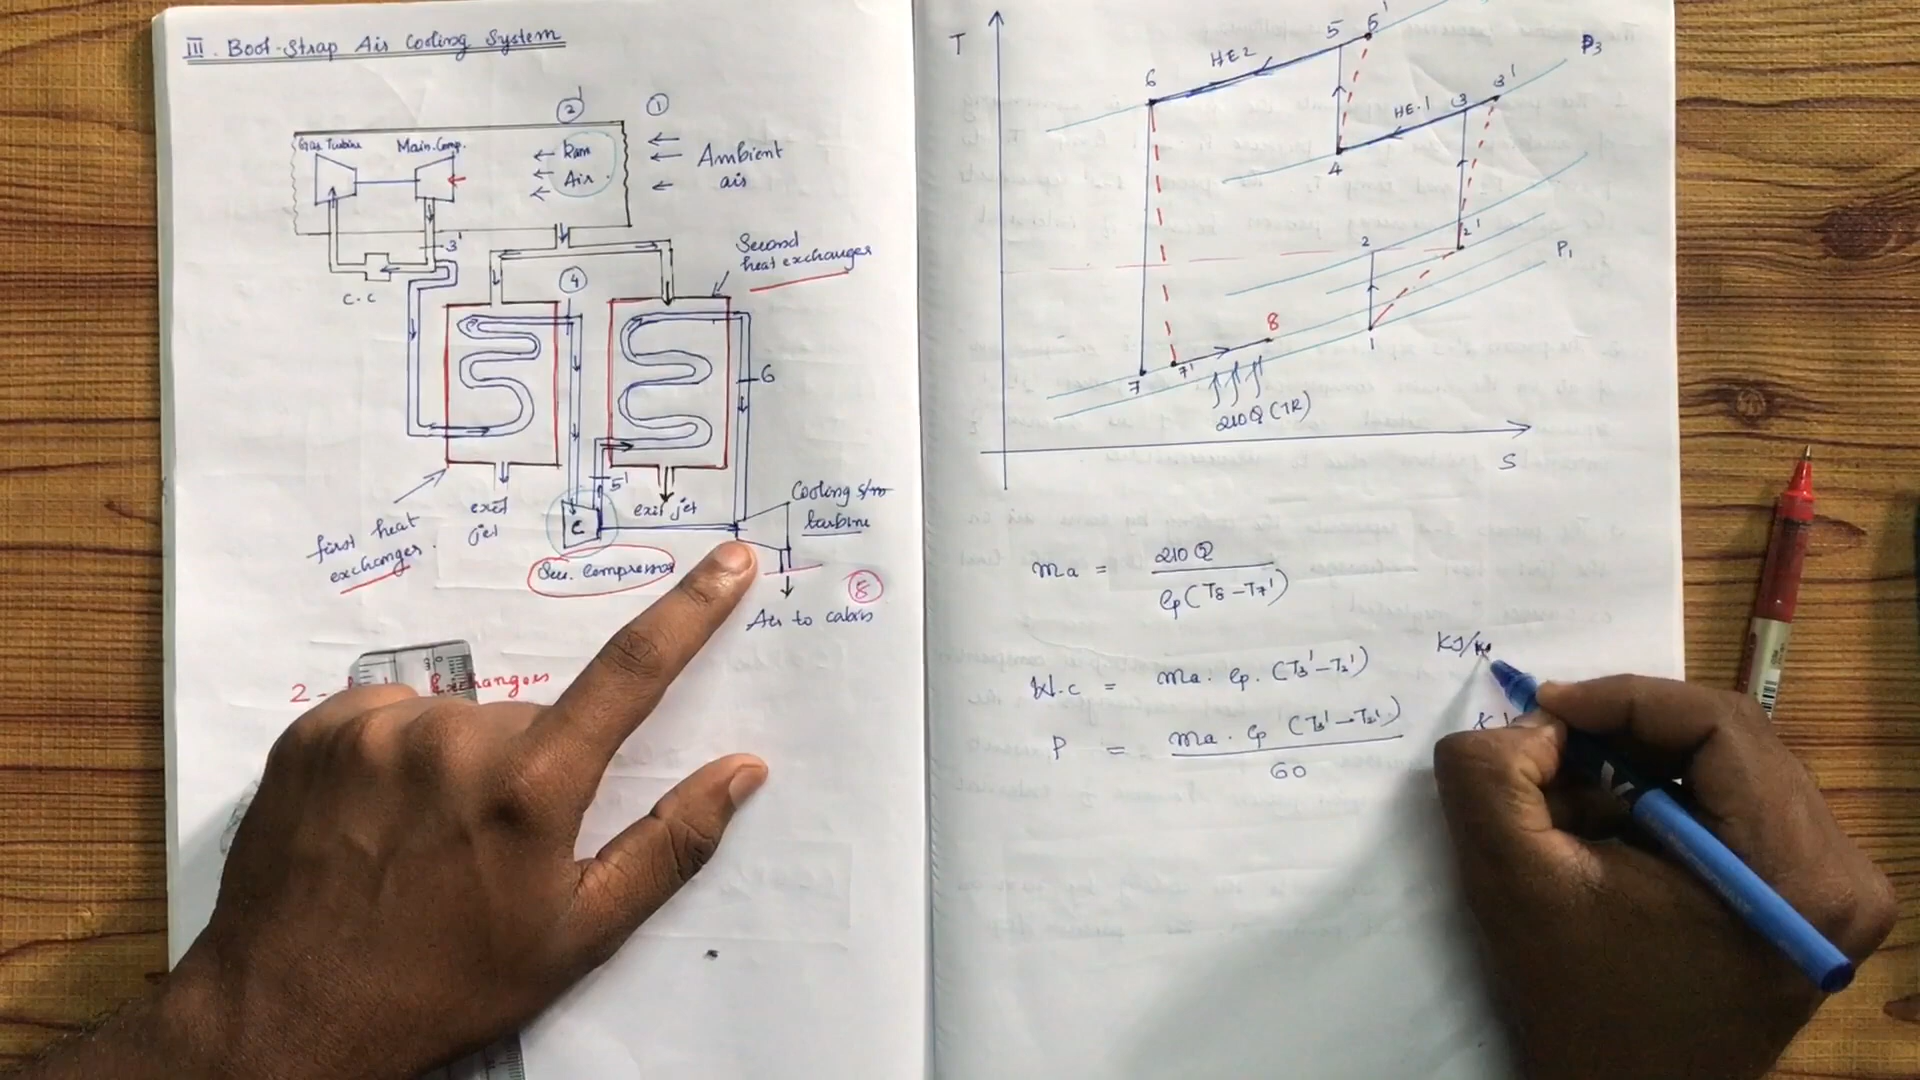 III. Boot-Strap Air Cooling System
2'
1
Gas Turbine
Main.Comp.
Ram
Air.
Ambient
air
3'
C.C
4
Second
heat exchanger
6
5'
exit
jet
exit jet
C
Cooling s/m
turbine
first heat
exchanger.
Sec. Compressor
8
Air to cabin
2-
Exchangers
T
6
HE2
5
5'
P3
HE.1
3
3'
4
2
2'
P1
1
8
7
7'
210Q (TR)
S
ma = 210Q
Cp(T8-T7')
W.c = ma. Cp. (T3'-T2')
KJ/
P = ma. Cp (T3'-T2')
60